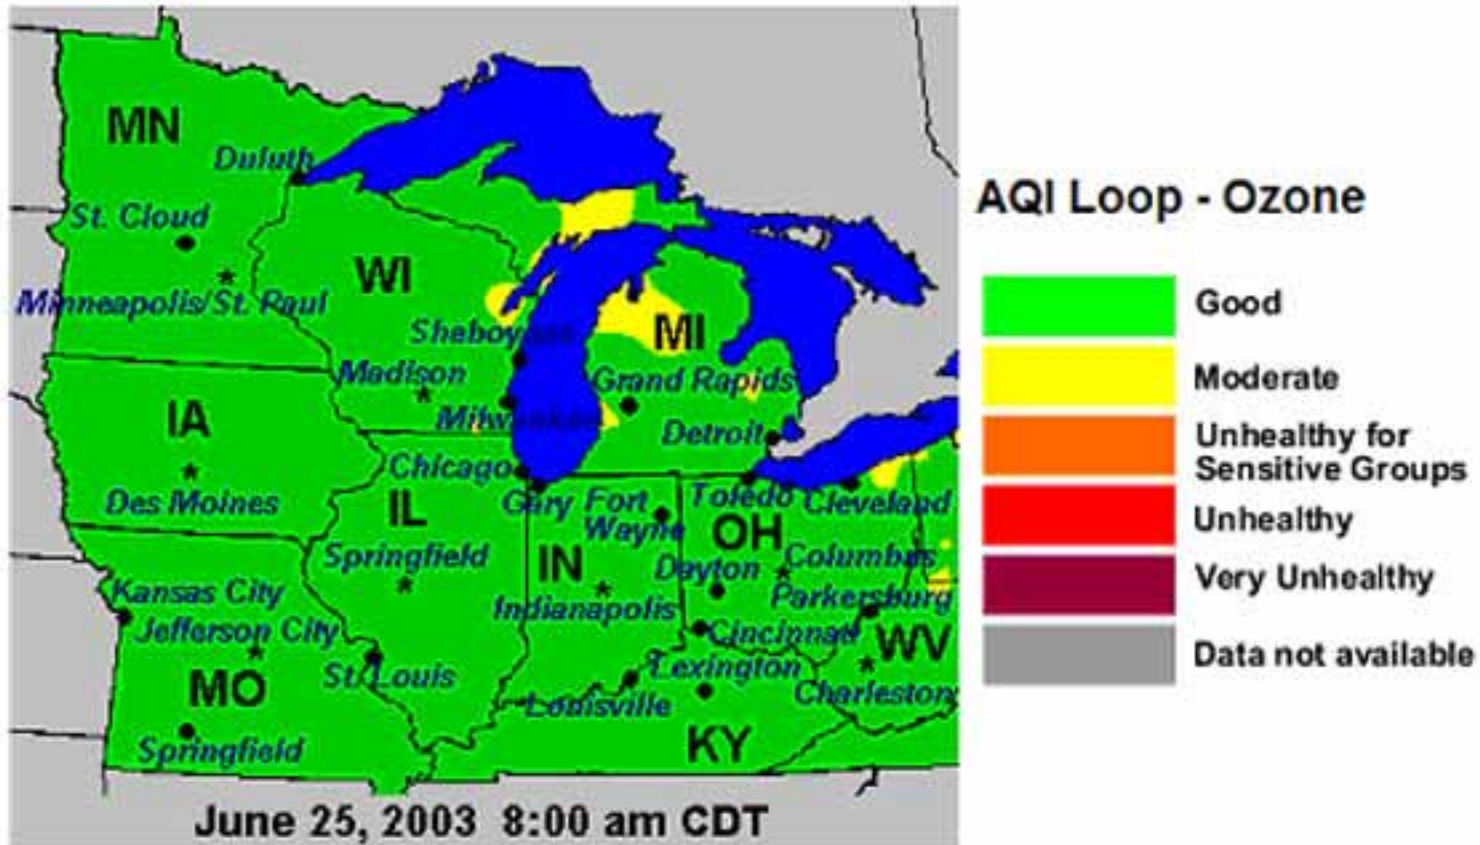 MN
Duluth
St. Cloud
WI
Minneapolis/St. Paul
Sheboygan
MI
Madison
Grand Rapids
IA
Milwaukee
Detroit
Chicago
Des Moines
IL
Gary
Fort
Wayne
Toledo
Cleveland
OH
Springfield
IN
Columbus
Dayton
Kansas City
Indianapolis
Parkersburg
Jefferson City
Cincinnati
WV
St. Louis
Lexington
MO
Charleston
Louisville
Springfield
KY
June 25, 2003 8:00 am CDT
AQI Loop - Ozone
Good
Moderate
Unhealthy for
Sensitive Groups
Unhealthy
Very Unhealthy
Data not available